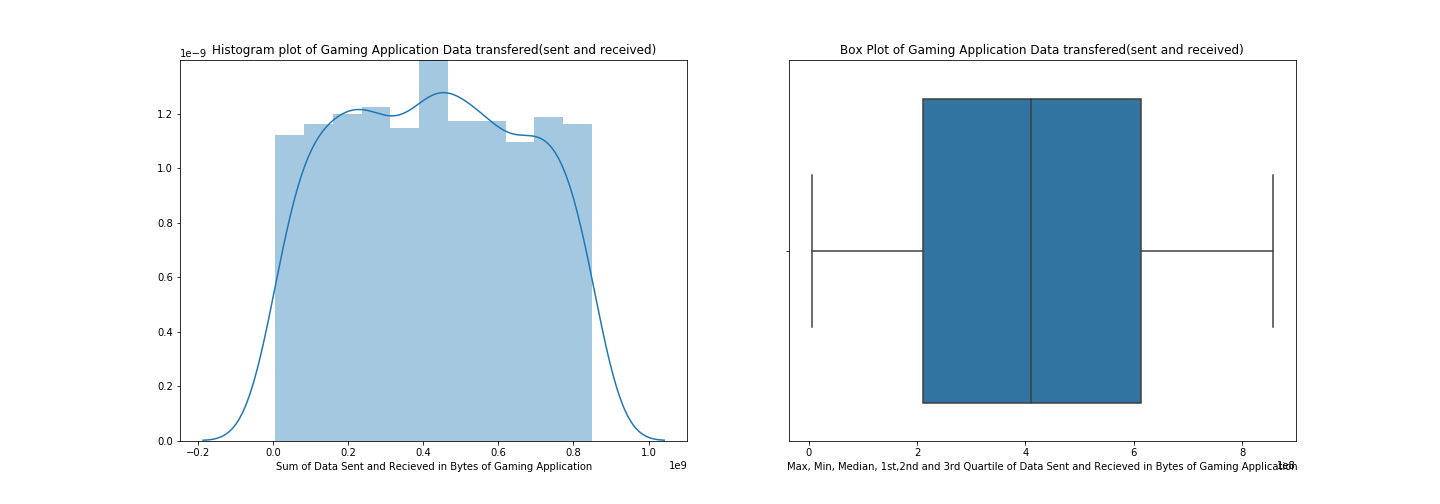 Histogram plot of Gaming Application Data transfered(sent and received)
1e−9
1.2
1.0
0.8
0.6
0.4
0.2
0.0
−0.2 0.0 0.2 0.4 0.6 0.8 1.0
1e9
Sum of Data Sent and Recieved in Bytes of Gaming Application
Box Plot of Gaming Application Data transfered(sent and received)
0 2 4 6 8
1e8
Max, Min, Median, 1st,2nd and 3rd Quartile of Data Sent and Recieved in Bytes of Gaming Application